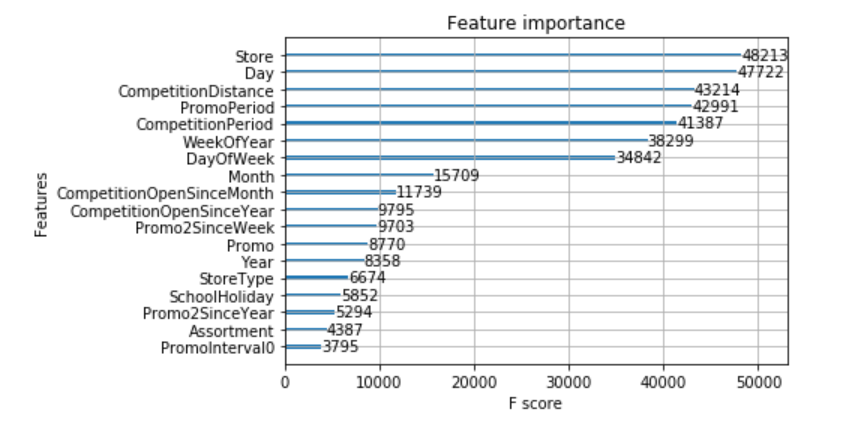 Feature importance
Store 48213
Day 47722
CompetitionDistance 43214
PromoPeriod 42991
CompetitionPeriod 41387
WeekOfYear 38299
DayOfWeek 34842
Month 15709
CompetitionOpenSinceMonth 11739
CompetitionOpenSinceYear 9795
Promo2SinceWeek 9703
Promo 8770
Year 8358
StoreType 6674
SchoolHoliday 5852
Promo2SinceYear 5294
Assortment 4387
PromoInterval0 3795
Features
0 10000 20000 30000 40000 50000
F score